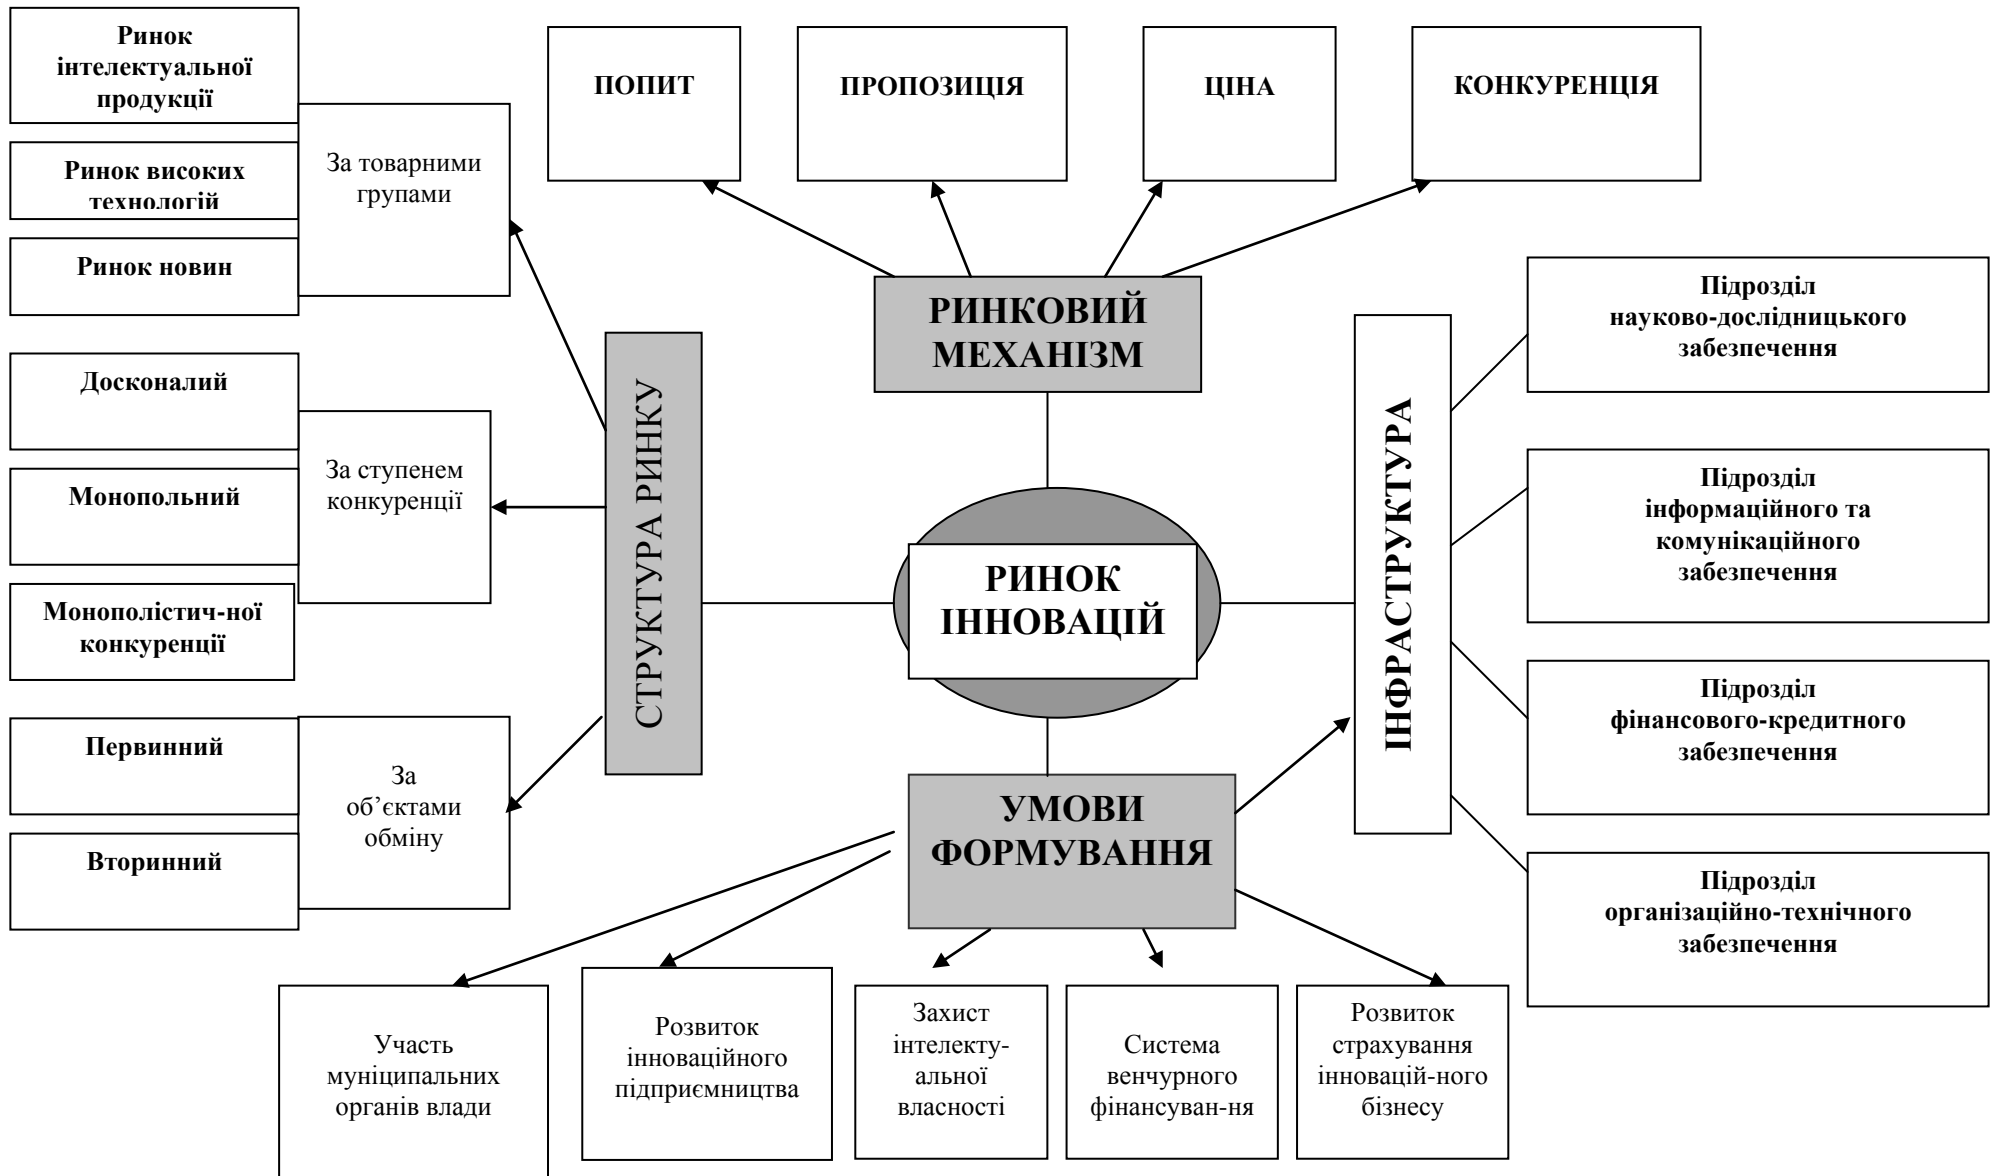 Ринок
інтелектуальної
продукції
Ринок високих
технологій
Ринок новин
За товарними
групами
ПОПИТ
ПРОПОЗИЦІЯ
ЦІНА
КОНКУРЕНЦІЯ
РИНКОВИЙ
МЕХАНІЗМ
Досконалий
Монопольний
Монополістич-ної
конкуренції
За ступенем
конкуренції
Первинний
Вторинний
За
об’єктами
обміну
СТРУКТУРА РИНКУ
РИНОК
ІННОВАЦІЙ
ІНФРАСТРУКТУРА
Підрозділ
науково-дослідницького
забезпечення
Підрозділ
інформаційного та
комунікаційного
забезпечення
Підрозділ
фінансового-кредитного
забезпечення
Підрозділ
організаційно-технічного
забезпечення
УМОВИ
ФОРМУВАННЯ
Участь
муніципальних
органів влади
Розвиток
інноваційного
підприємництва
Захист
інтелекту-
альної
власності
Система
венчурного
фінансуван-ня
Розвиток
страхування
інновацій-ного
бізнесу